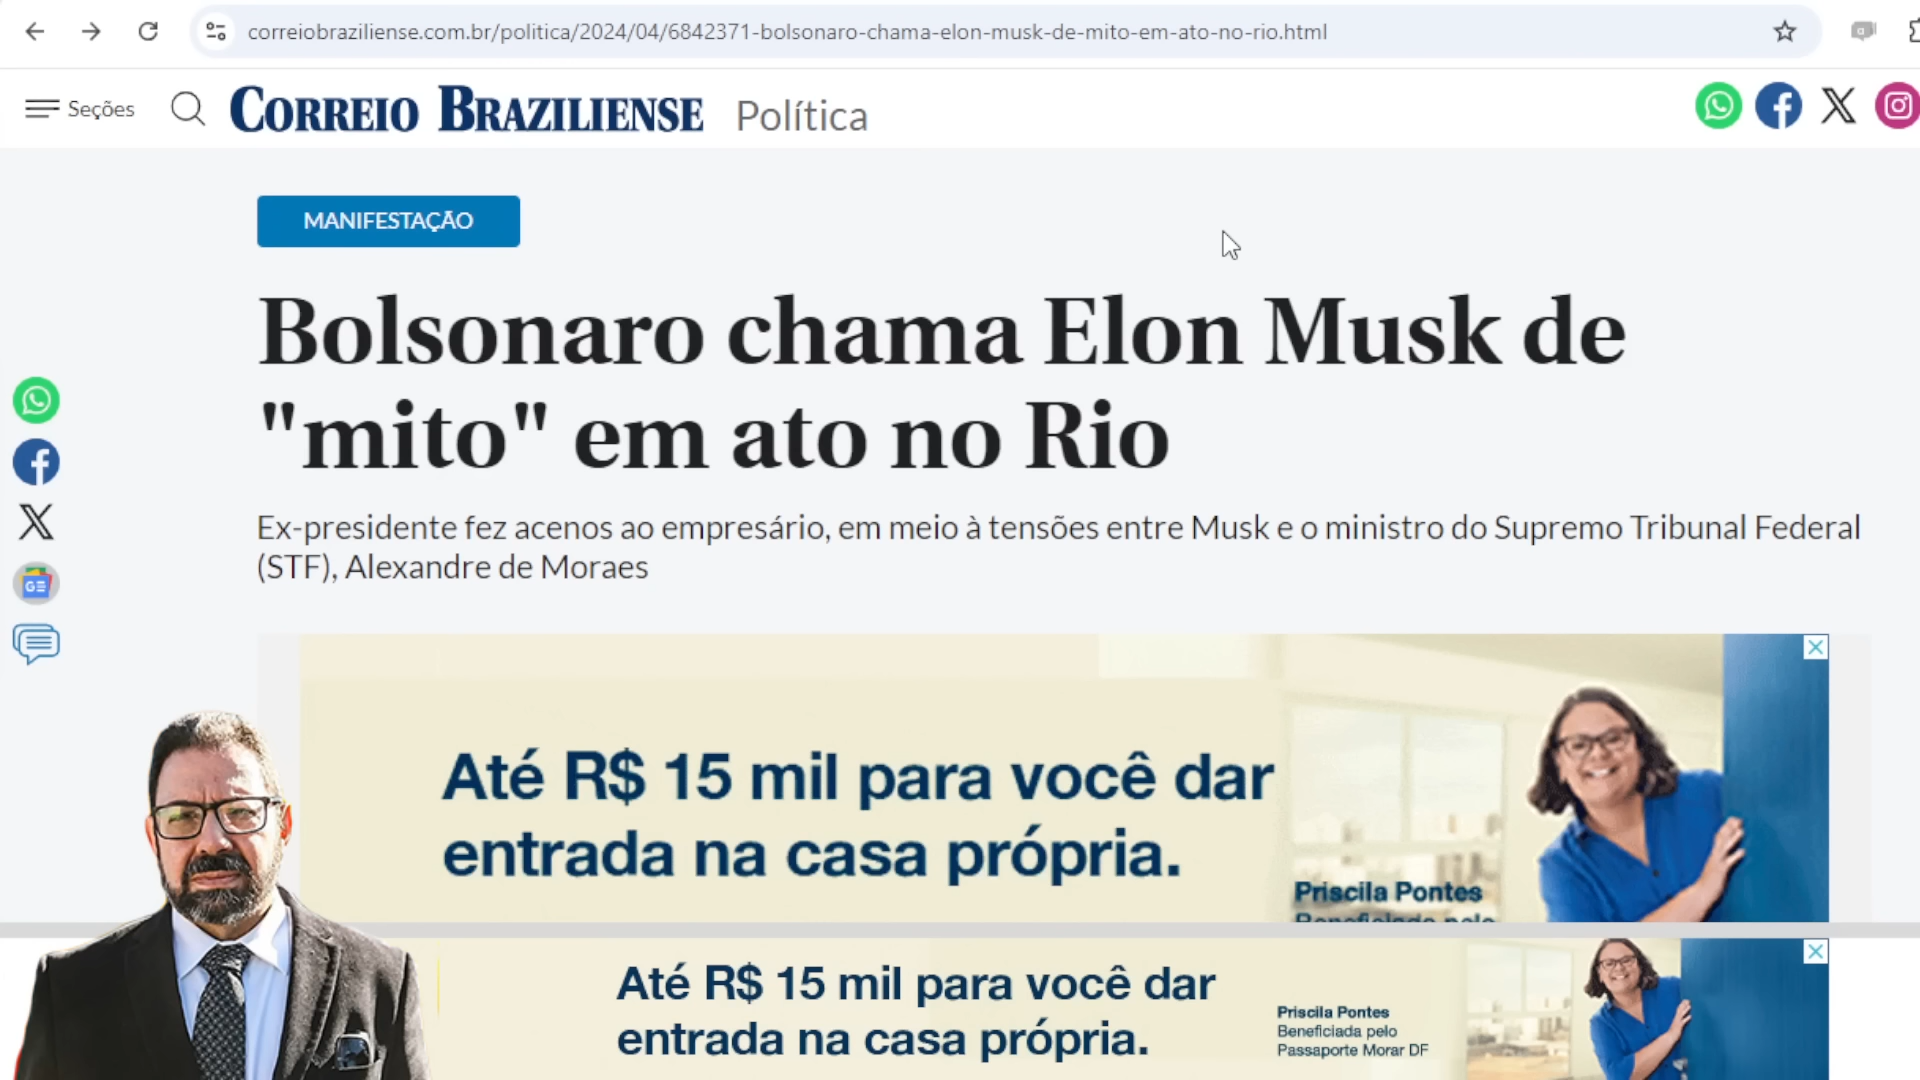 correiobraziliense.com.br/politica/2024/04/6842371-bolsonaro-chama-elon-musk-de-mito-em-ato-no-rio.html
Seções
CORREIO BRAZILIENSE
Política
MANIFESTAÇÃO
Bolsonaro chama Elon Musk de
"mito" em ato no Rio
Ex-presidente fez acenos ao empresário, em meio à tensões entre Musk e o ministro do Supremo Tribunal Federal
(STF), Alexandre de Moraes
GE
Até R$ 15 mil para você dar
entrada na casa própria.
Priscila Pontes
Até R$ 15 mil para você dar
entrada na casa própria.
Priscila Pontes
Beneficiada pelo
Passaporte Morar DF